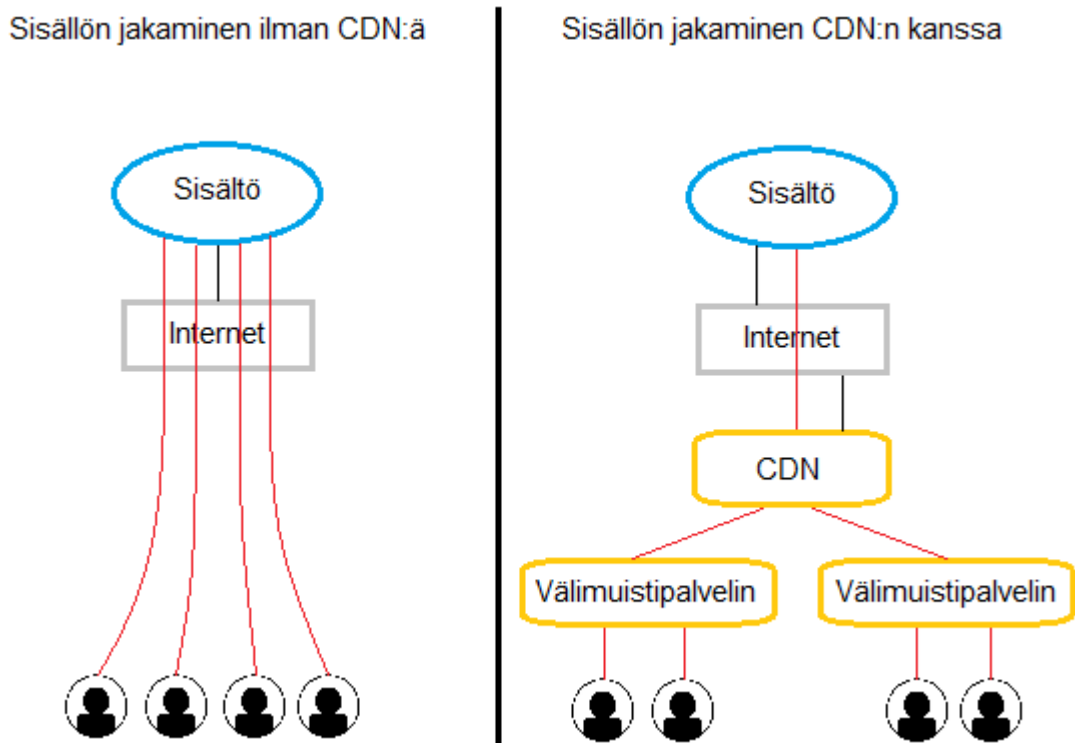 Sisällön jakaminen ilman CDN:ä
Sisältö
Internet
Sisällön jakaminen CDN:n kanssa
Sisältö
Internet
CDN
Välimuistipalvelin
Välimuistipalvelin